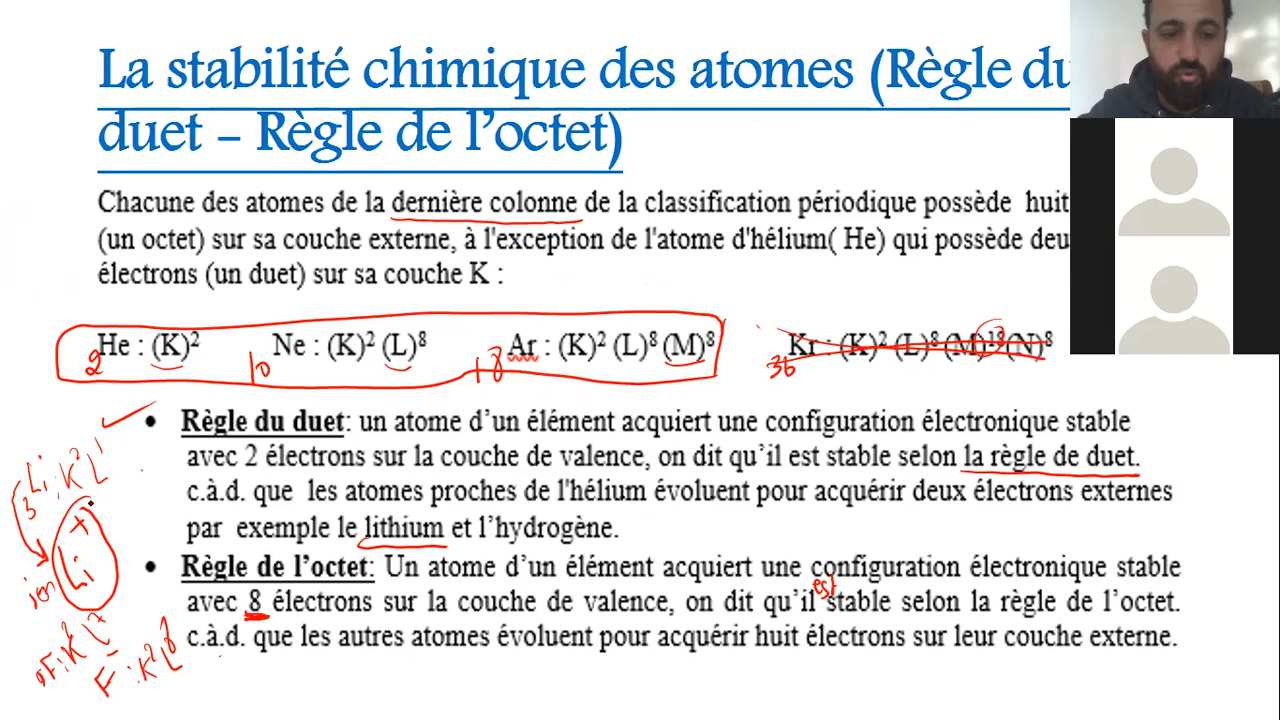 La stabilité chimique des atomes (Règle du
duet – Règle de l’octet)
Chacune des atomes de la dernière colonne de la classification périodique possède huit
(un octet) sur sa couche externe, à l'exception de l'atome d'hélium( He) qui possède deu
électrons (un duet) sur sa couche K :
He : (K)² Ne : (K)² (L)⁸ Ar : (K)² (L)⁸ (M)⁸ Kr : (K)² (L)⁸ (M)¹⁸ (N)⁸
2 10 18 36
• Règle du duet: un atome d’un élément acquiert une configuration électronique stable
avec 2 électrons sur la couche de valence, on dit qu’il est stable selon la règle de duet.
c.à.d. que les atomes proches de l'hélium évoluent pour acquérir deux électrons externes
par exemple le lithium et l’hydrogène.
• Règle de l’octet: Un atome d’un élément acquiert une configuration électronique stable
avec 8 électrons sur la couche de valence, on dit qu’il est stable selon la règle de l’octet.
c.à.d. que les autres atomes évoluent pour acquérir huit électrons sur leur couche externe.
₃Li : K² L¹
Li⁺
ion
₉F : K² L⁷
F⁻ : K² L⁸